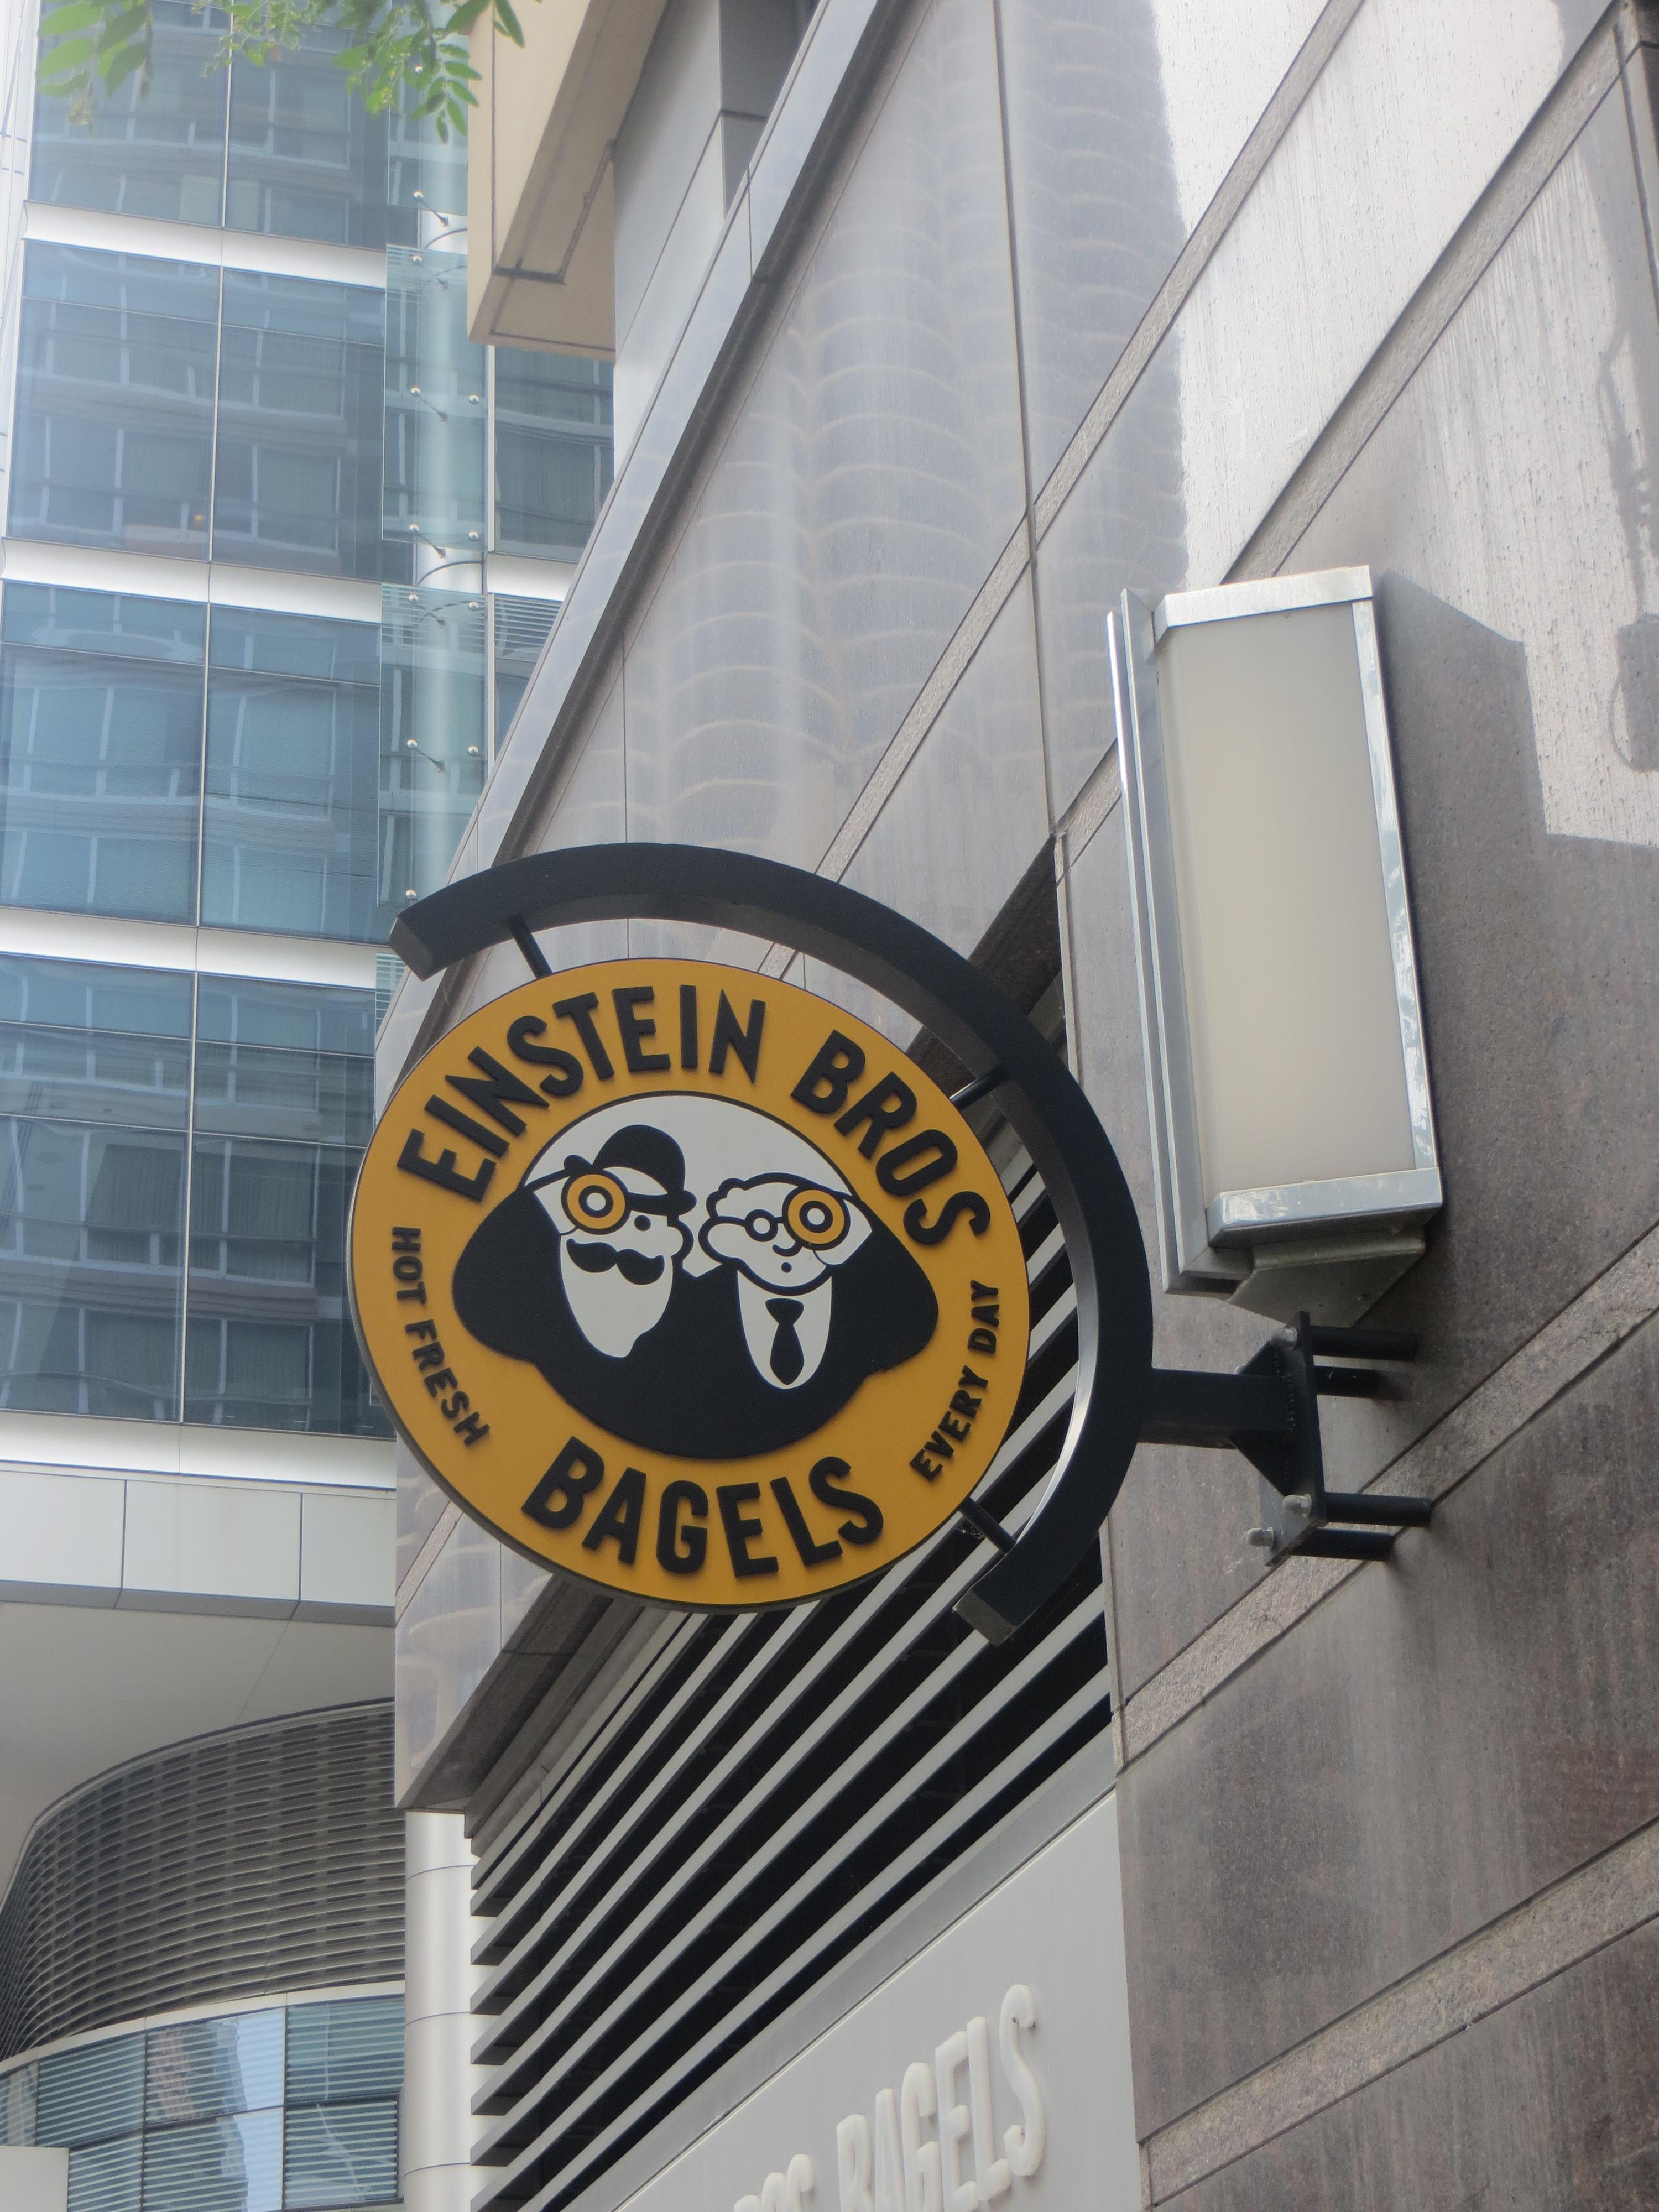 EINSTEIN BROS
HOT FRESH
EVERY DAY
BAGELS
BAGELS